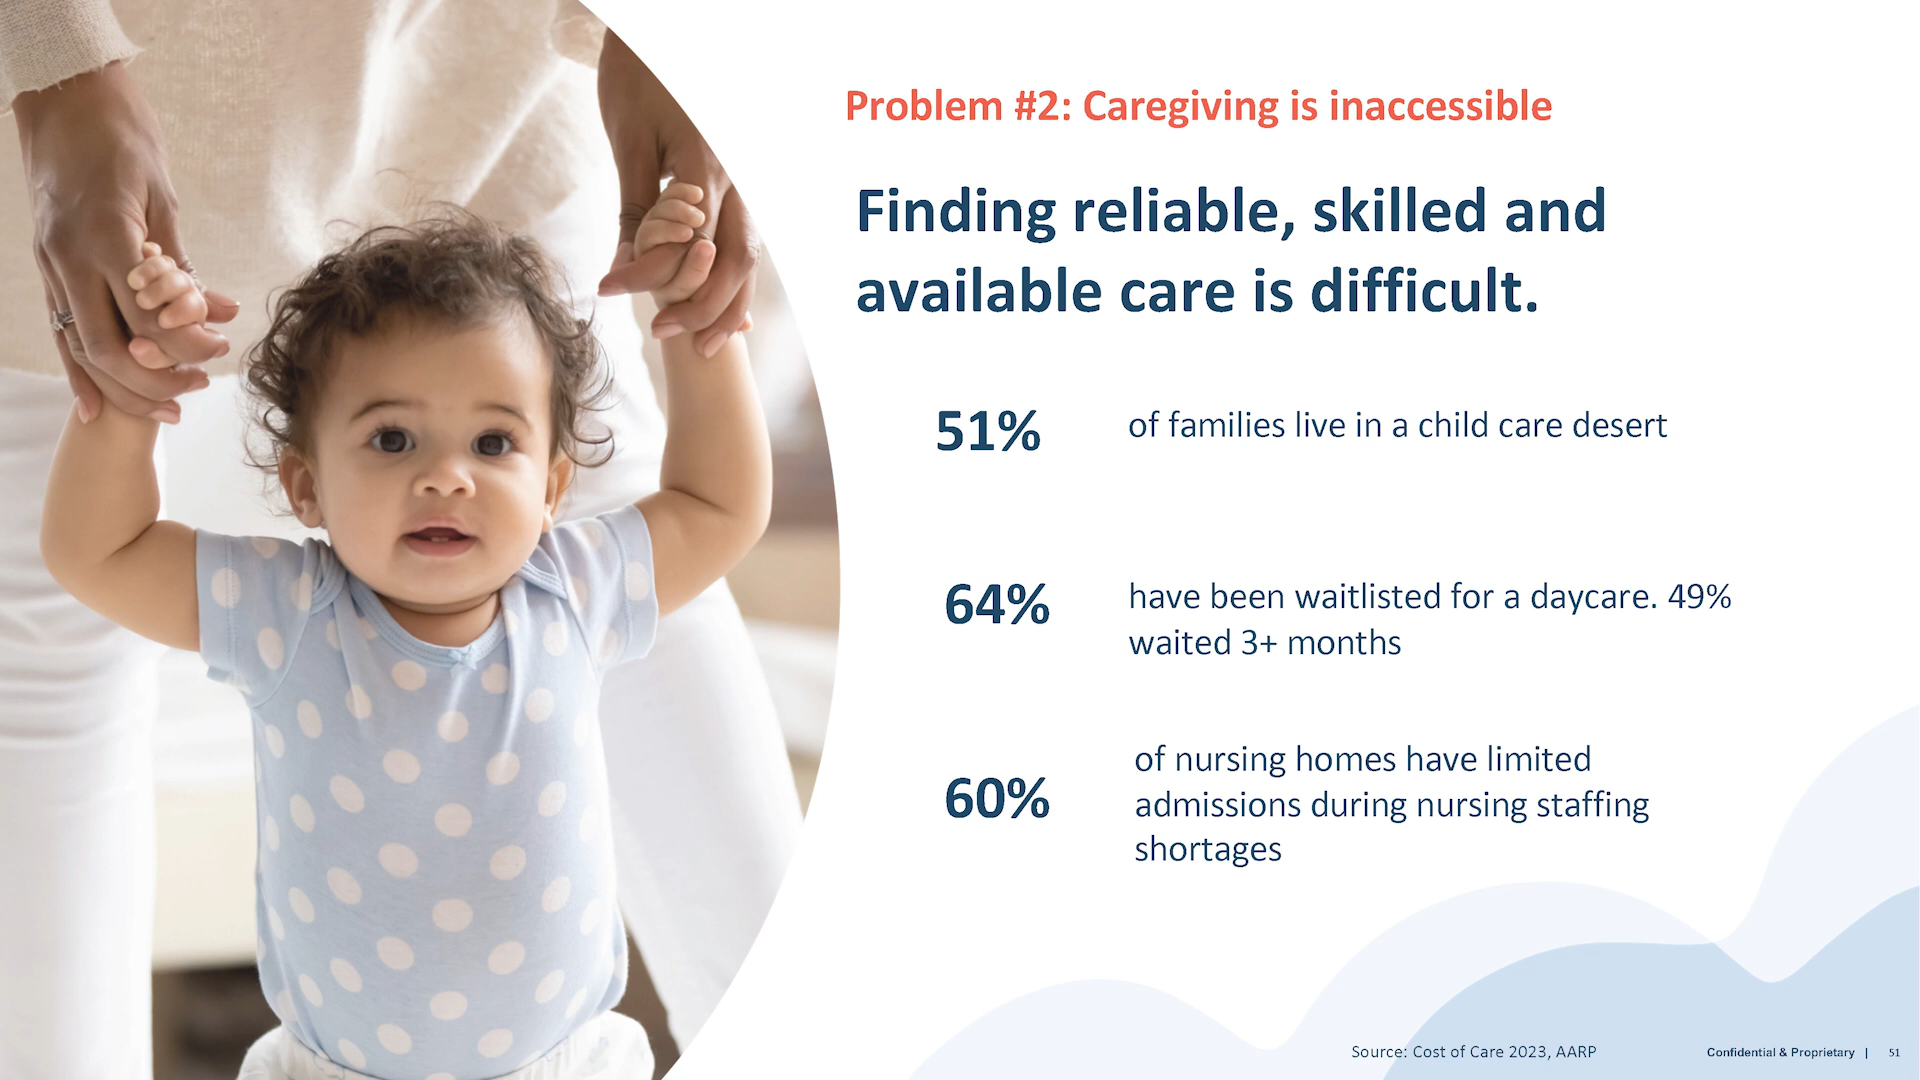 Problem #2: Caregiving is inaccessible
Finding reliable, skilled and
available care is difficult.
51%
of families live in a child care desert
64%
have been waitlisted for a daycare. 49%
waited 3+ months
60%
of nursing homes have limited
admissions during nursing staffing
shortages
Source: Cost of Care 2023, AARP
Confidential & Proprietary | 51